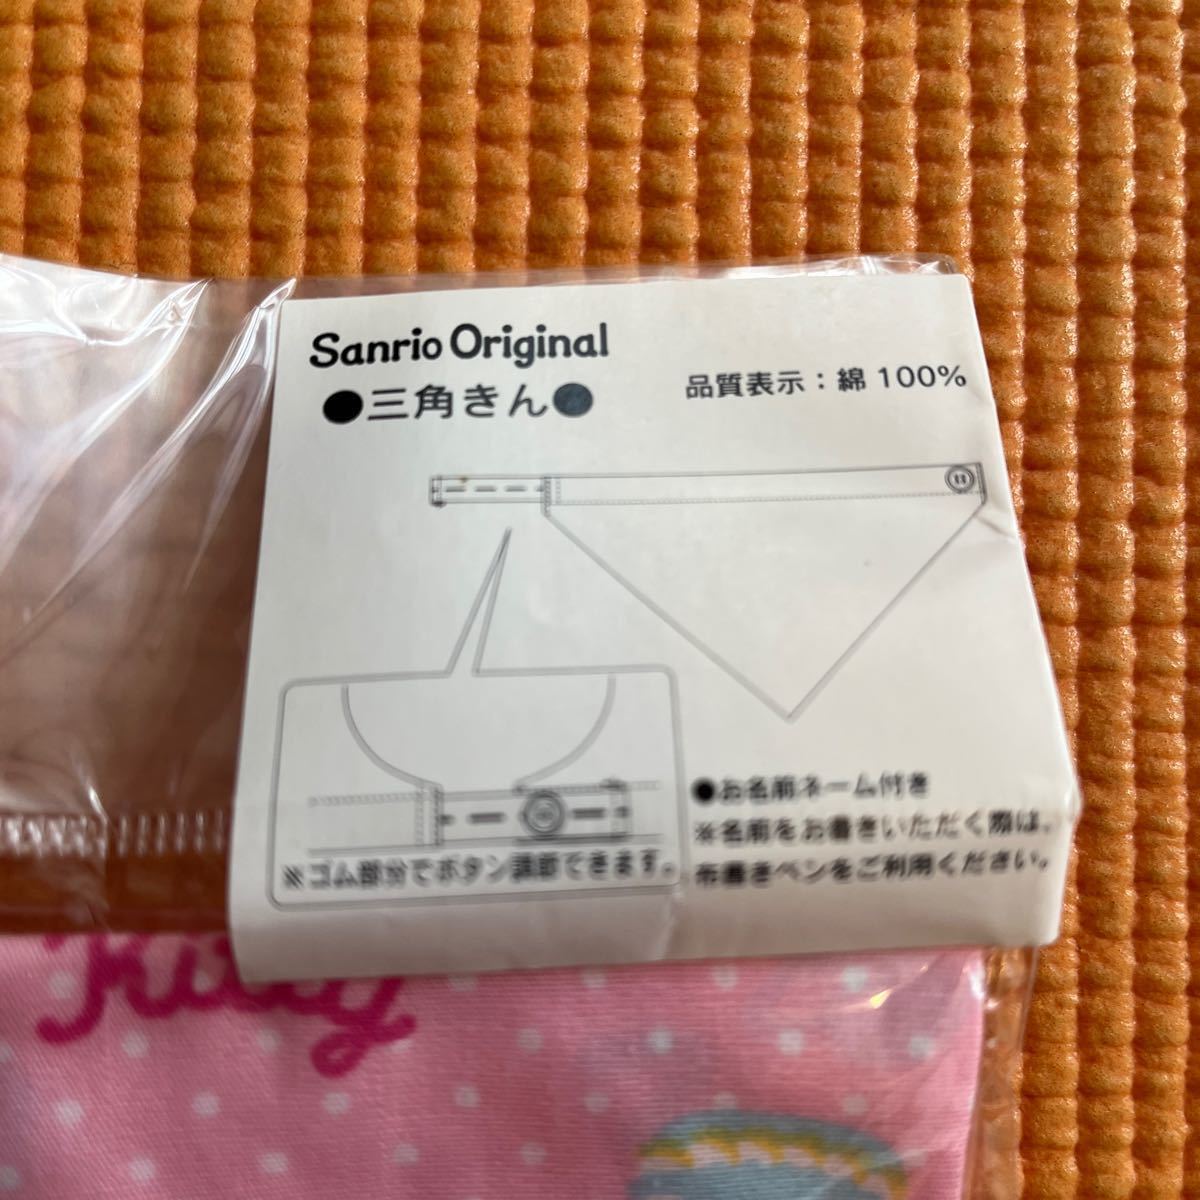 Sanrio Original
●三角きん●
品質表示：綿 100%
※ゴム部分でボタン調節できます。
●お名前ネーム付き
※名前をお書きいただく際は、
布書きペンをご利用ください。
Kitty